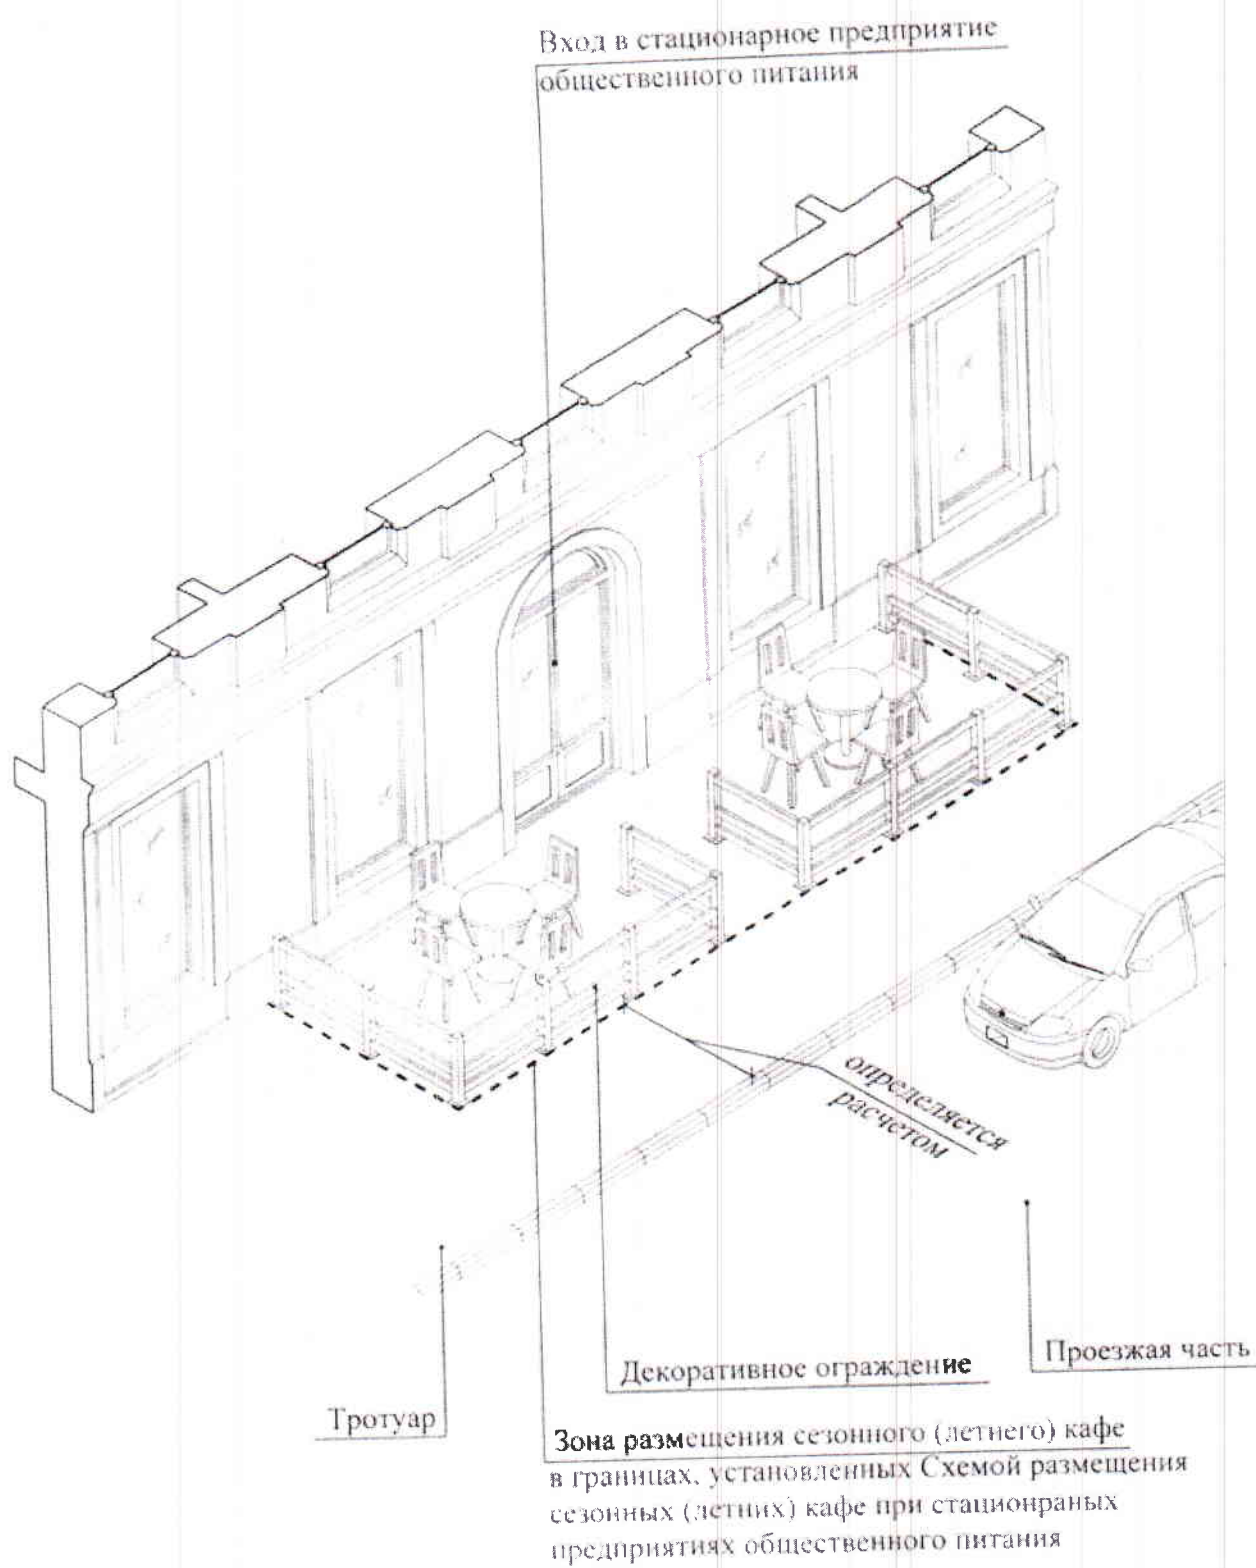 Вход в стационарное предприятие
общественного питания
определяется
расчетом
Проезжая часть
Декоративное ограждение
Тротуар
Зона размещения сезонного (летнего) кафе
в границах, установленных Схемой размещения
сезонных (летних) кафе при стационраных
предприятиях общественного питания